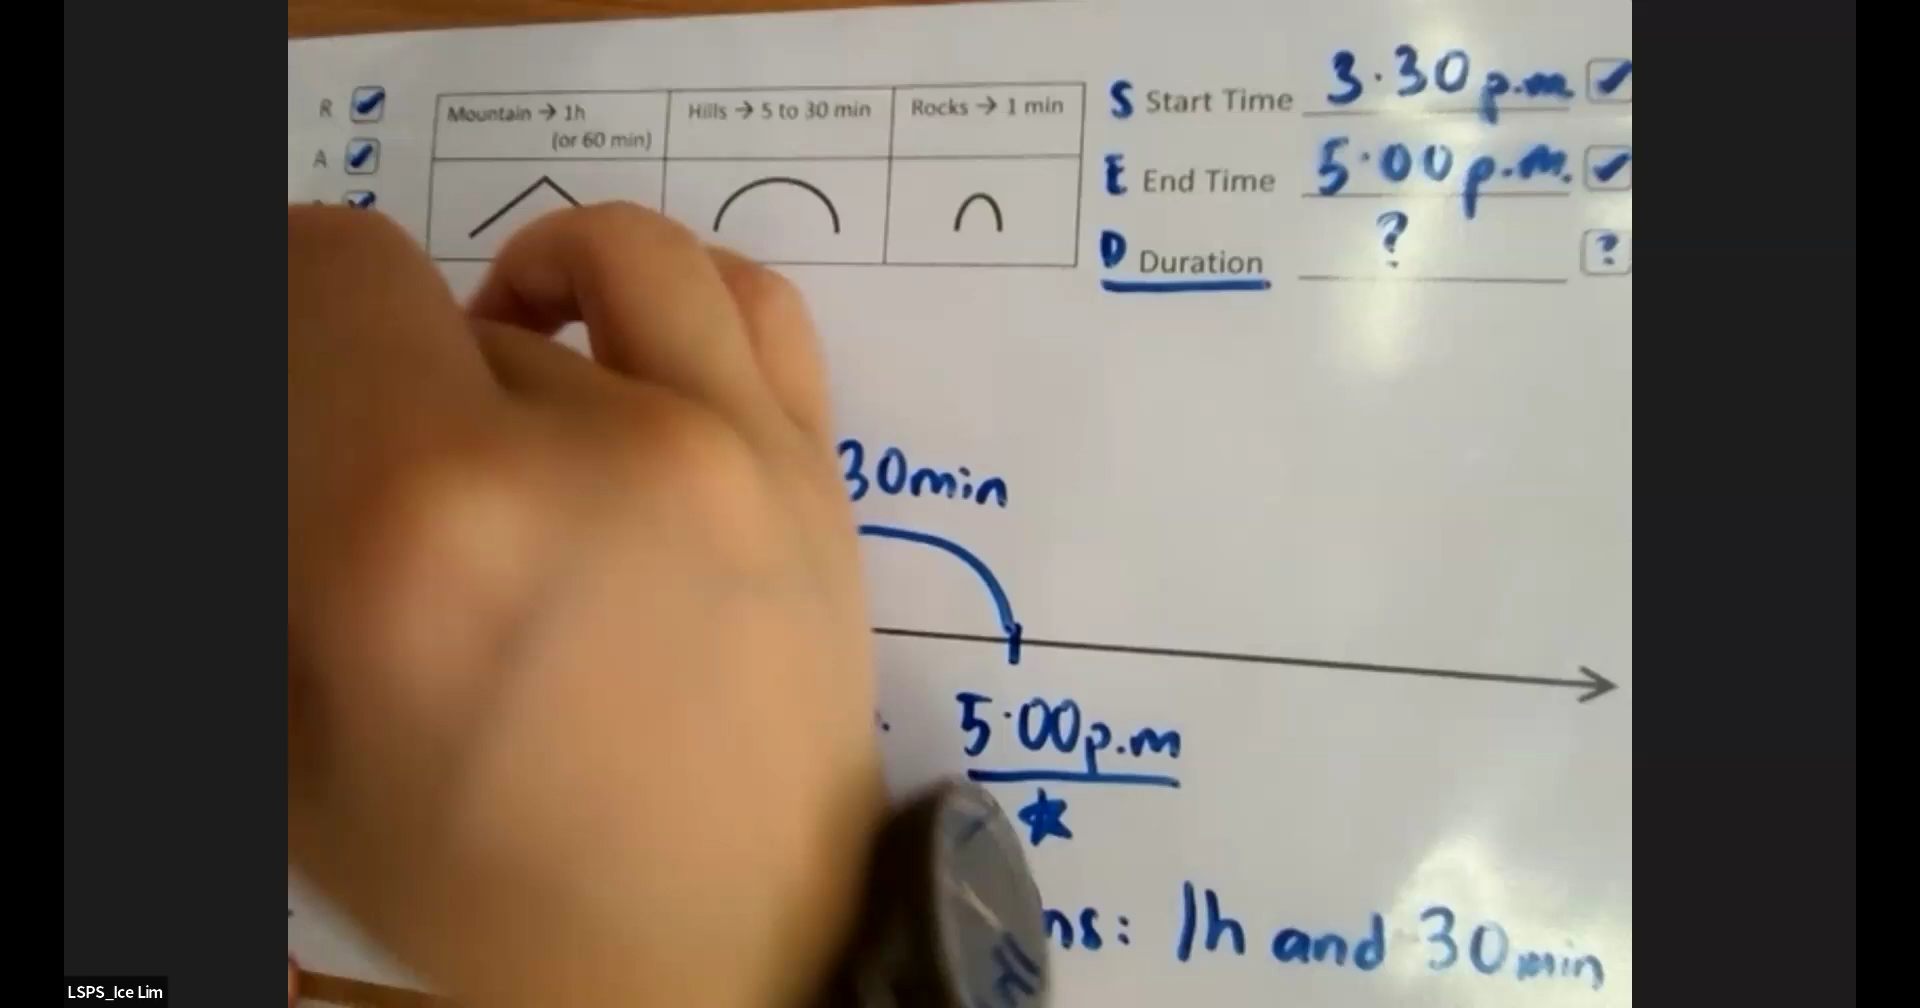 R
A
Mountain → 1h
(or 60 min)
Hills → 5 to 30 min
Rocks → 1 min
S Start Time 3.30 p.m.
E End Time 5.00 p.m.
D Duration ?
?
30min
5.00p.m
ns: 1h and 30min
LSPS_Ice Lim